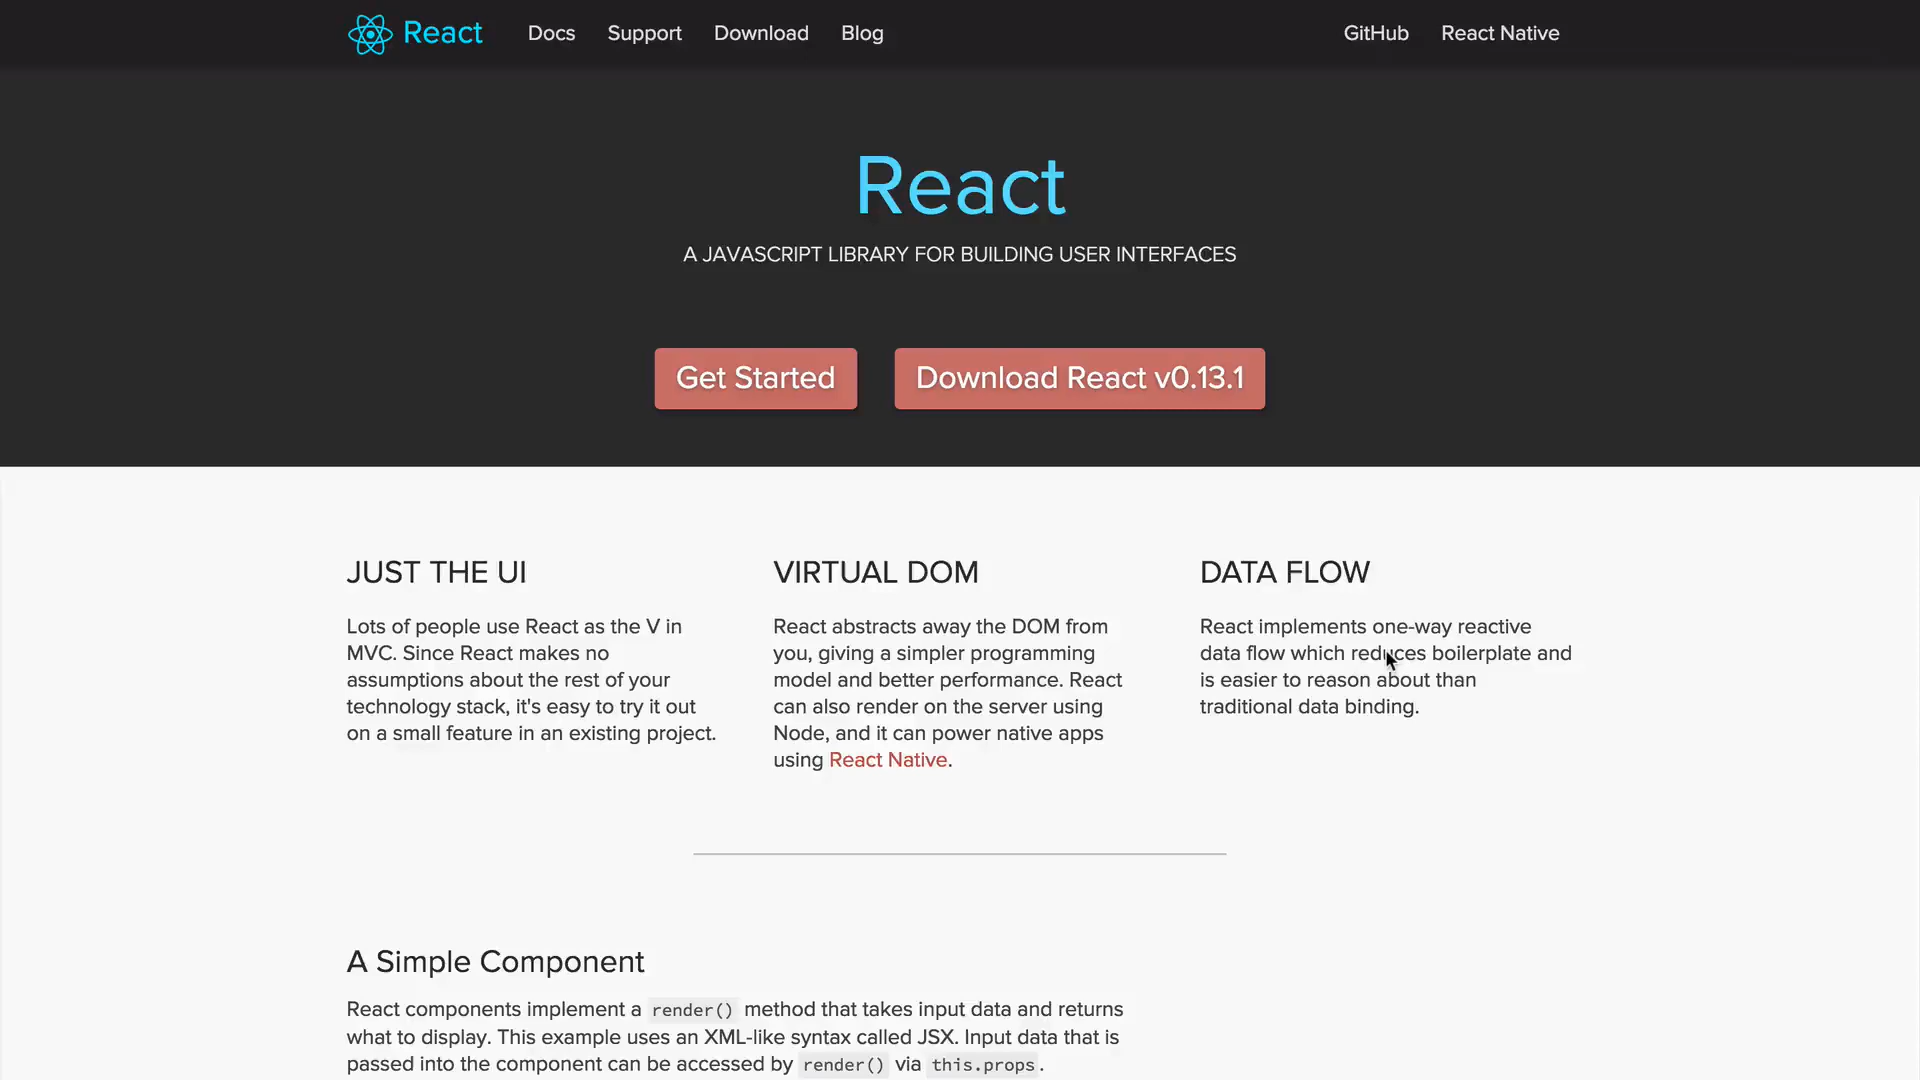 React Docs Support Download Blog GitHub React Native
React
A JAVASCRIPT LIBRARY FOR BUILDING USER INTERFACES
Get Started Download React v0.13.1
JUST THE UI
Lots of people use React as the V in
MVC. Since React makes no
assumptions about the rest of your
technology stack, it's easy to try it out
on a small feature in an existing project.
VIRTUAL DOM
React abstracts away the DOM from
you, giving a simpler programming
model and better performance. React
can also render on the server using
Node, and it can power native apps
using React Native.
DATA FLOW
React implements one-way reactive
data flow which reduces boilerplate and
is easier to reason about than
traditional data binding.
A Simple Component
React components implement a render() method that takes input data and returns
what to display. This example uses an XML-like syntax called JSX. Input data that is
passed into the component can be accessed by render() via this.props.